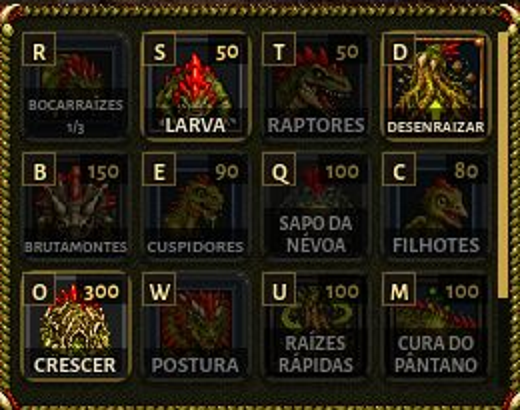 R
BOCARRAÍZES
1/3
S 50
LARVA
T 50
RAPTORES
D
DESENRAIZAR
B 150
BRUTAMONTES
E 90
CUSPIDORES
Q 100
SAPO DA
NÉVOA
C 80
FILHOTES
O 300
CRESCER
W
POSTURA
U 100
RAÍZES
RÁPIDAS
M 100
CURA DO
PÂNTANO